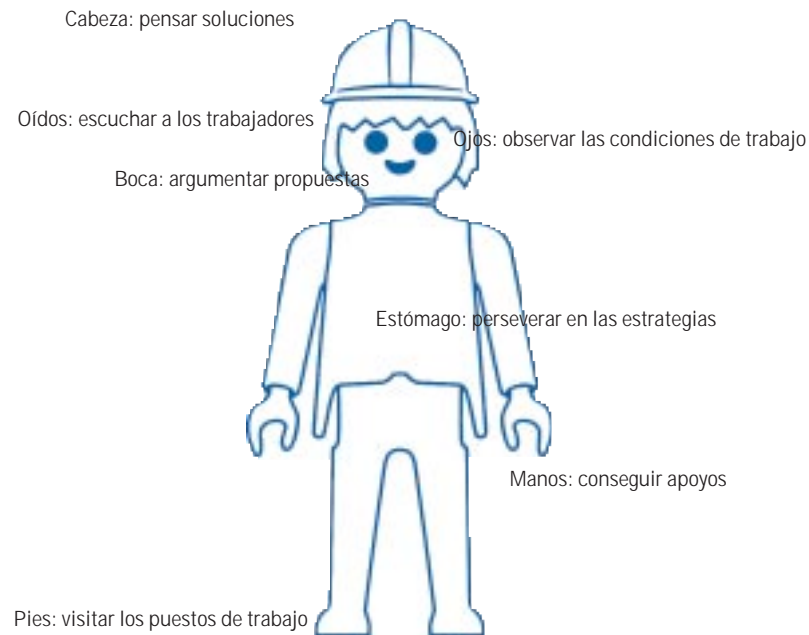 Cabeza: pensar soluciones
Oídos: escuchar a los trabajadores
Ojos: observar las condiciones de trabajo
Boca: argumentar propuestas
Estómago: perseverar en las estrategias
Manos: conseguir apoyos
Pies: visitar los puestos de trabajo